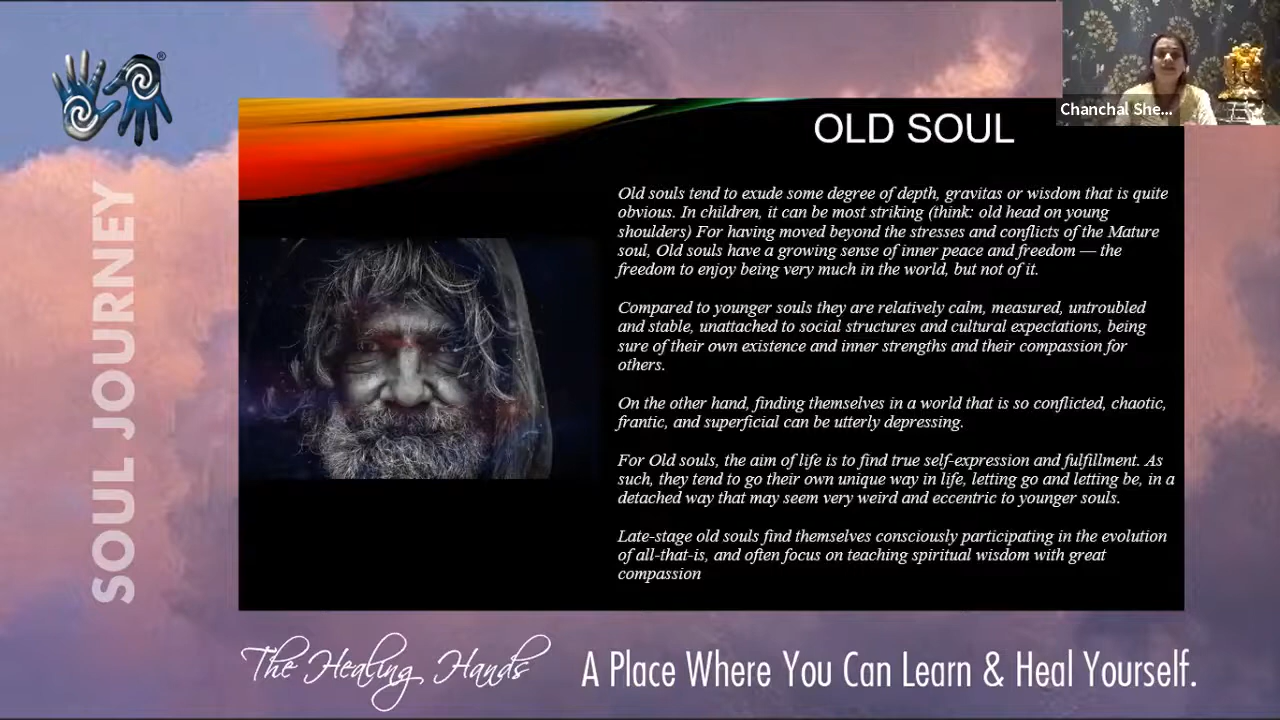 OLD SOUL
Chanchal She...
Old souls tend to exude some degree of depth, gravitas or wisdom that is quite
obvious. In children, it can be most striking (think: old head on young
shoulders) For having moved beyond the stresses and conflicts of the Mature
soul, Old souls have a growing sense of inner peace and freedom — the
freedom to enjoy being very much in the world, but not of it.
Compared to younger souls they are relatively calm, measured, untroubled
and stable, unattached to social structures and cultural expectations, being
sure of their own existence and inner strengths and their compassion for
others.
On the other hand, finding themselves in a world that is so conflicted, chaotic,
frantic, and superficial can be utterly depressing.
For Old souls, the aim of life is to find true self-expression and fulfillment. As
such, they tend to go their own unique way in life, letting go and letting be, in a
detached way that may seem very weird and eccentric to younger souls.
Late-stage old souls find themselves consciously participating in the evolution
of all-that-is, and often focus on teaching spiritual wisdom with great
compassion
SOUL JOURNEY
®
The Healing Hands
A Place Where You Can Learn & Heal Yourself.